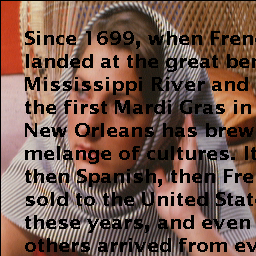 Since 1699, when Fren
landed at the great ben
Mississippi River and
the first Mardi Gras in
New Orleans has brew
melange of cultures. It
then Spanish, then Fre
sold to the United Stat
these years, and even
others arrived from ev